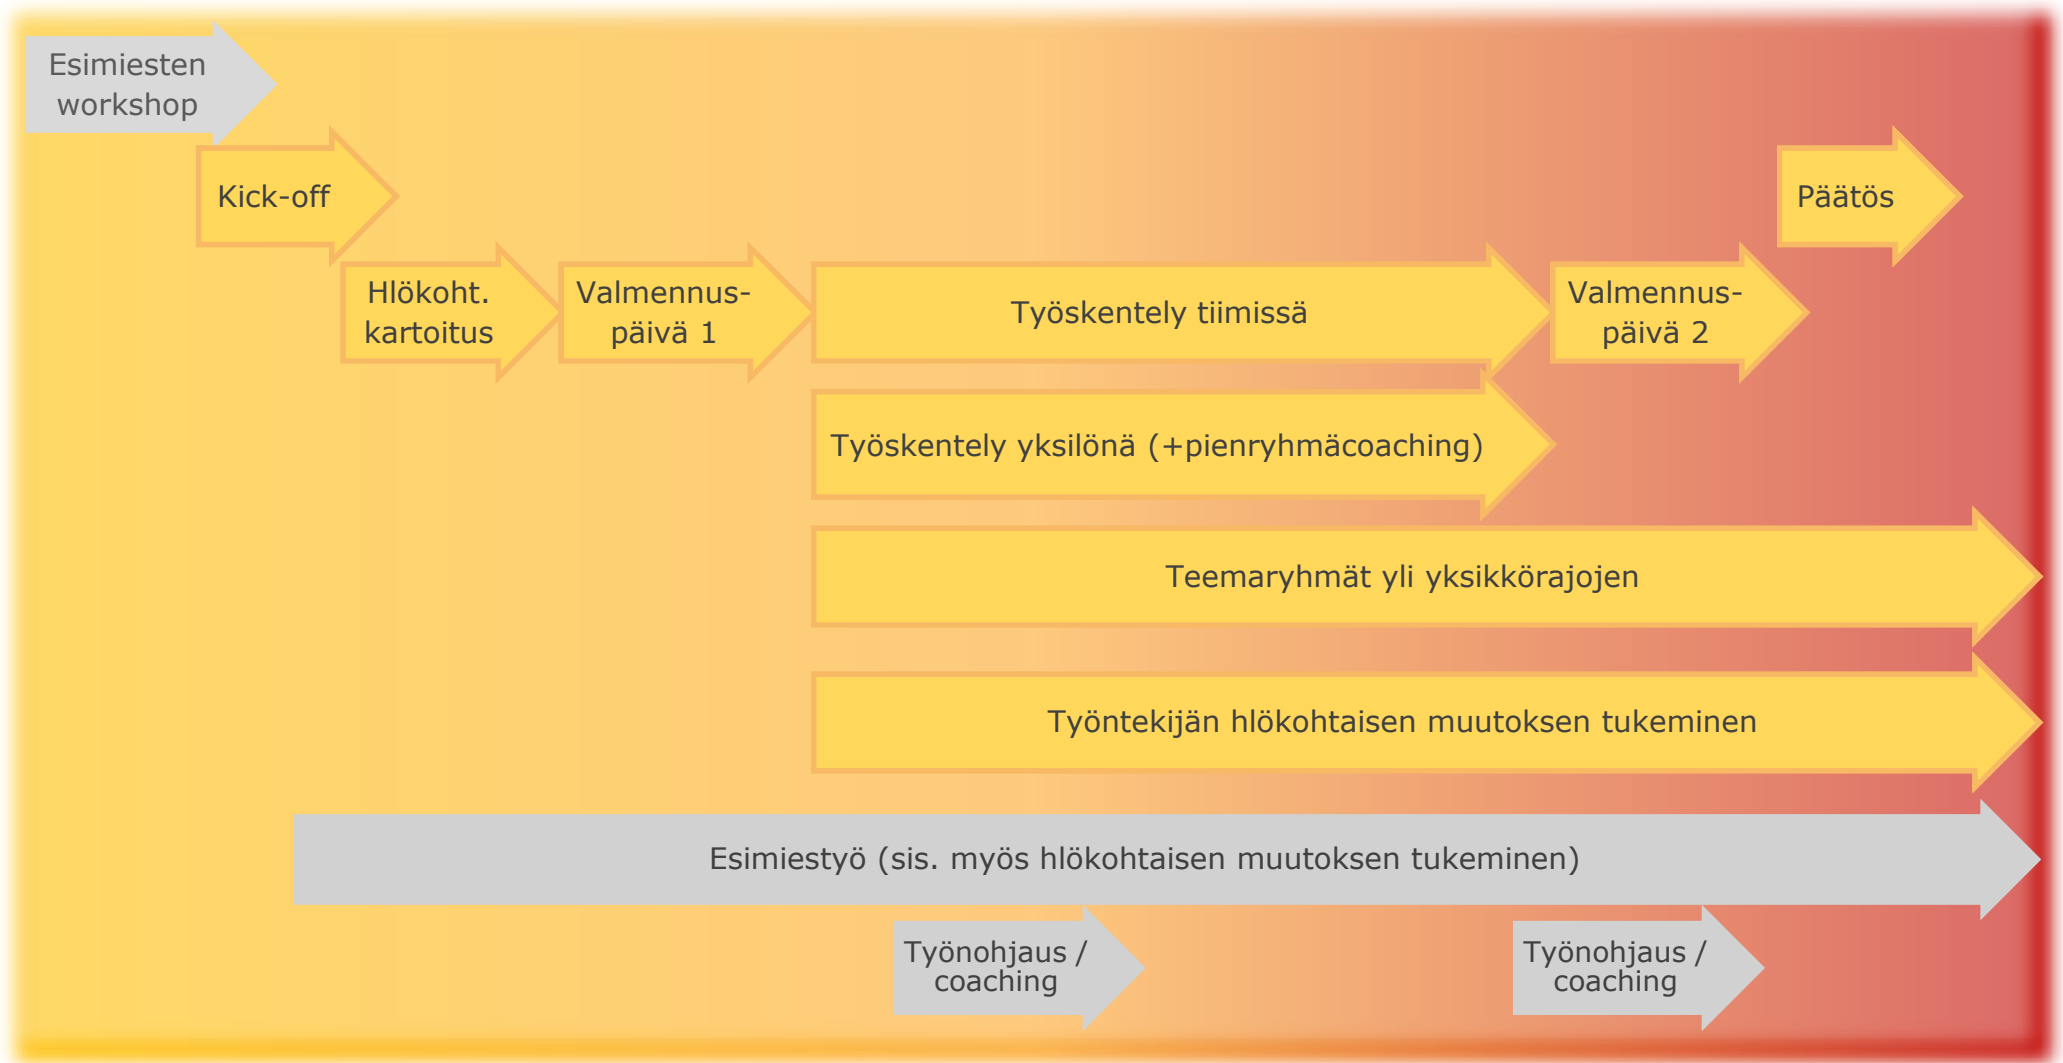 Esimiesten
workshop
Kick-off
Päätös
Hlökoht.
kartoitus
Valmennus-
päivä 1
Työskentely tiimissä
Valmennus-
päivä 2
Työskentely yksilönä (+pienryhmäcoaching)
Teemaryhmät yli yksikkörajojen
Työntekijän hlökohtaisen muutoksen tukeminen
Esimiestyö (sis. myös hlökohtaisen muutoksen tukeminen)
Työnohjaus /
coaching
Työnohjaus /
coaching